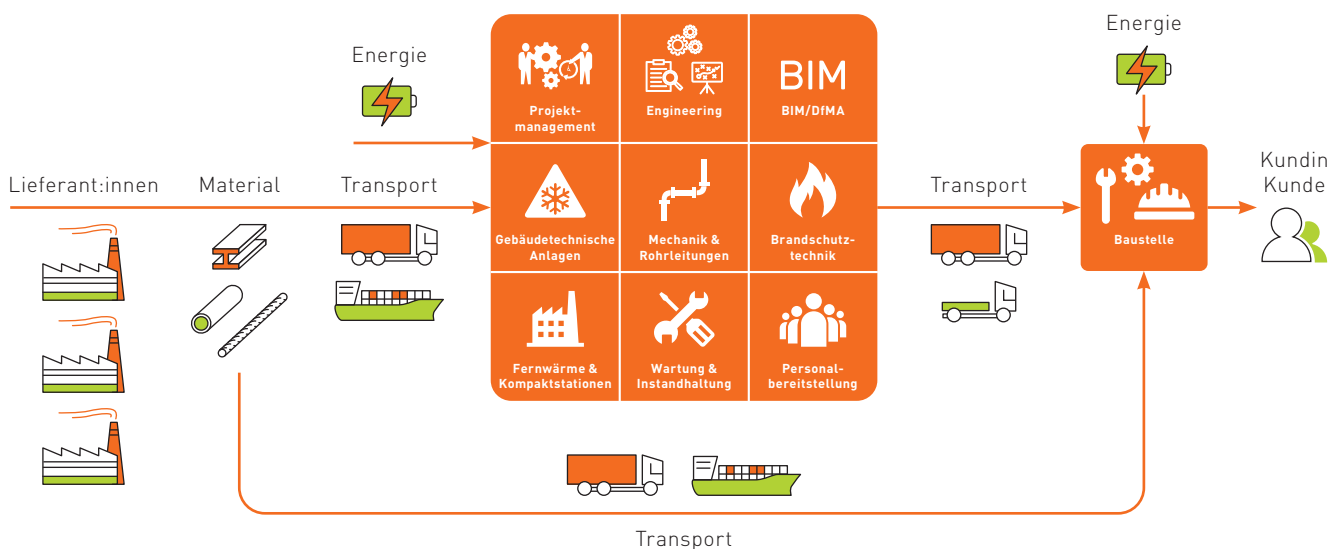 Energie
Energie
BIM
Projekt-
management
Engineering
BIM/DfMA
Lieferant:innen
Material
Transport
Transport
Kundin
Kunde
Gebäudetechnische
Anlagen
Mechanik &
Rohrleitungen
Brandschutz-
technik
Baustelle
Fernwärme &
Kompaktstationen
Wartung &
Instandhaltung
Personal-
bereitstellung
Transport